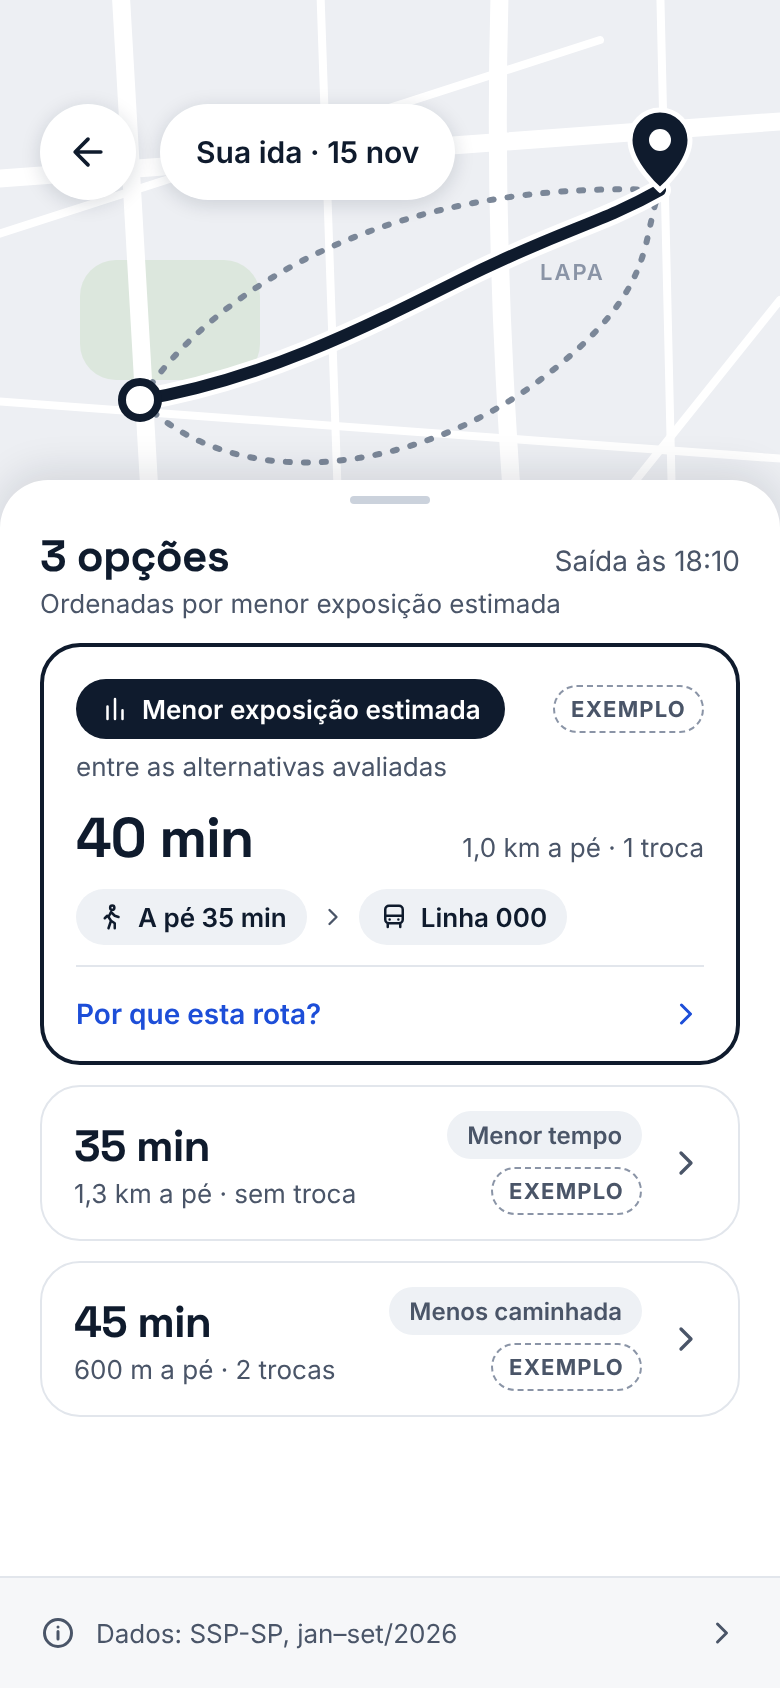 Sua ida · 15 nov
LAPA
3 opções
Saída às 18:10
Ordenadas por menor exposição estimada
Menor exposição estimada
EXEMPLO
entre as alternativas avaliadas
40 min
1,0 km a pé · 1 troca
A pé 35 min
Linha 000
Por que esta rota?
35 min
Menor tempo
1,3 km a pé · sem troca
EXEMPLO
45 min
Menos caminhada
600 m a pé · 2 trocas
EXEMPLO
Dados: SSP-SP, jan–set/2026